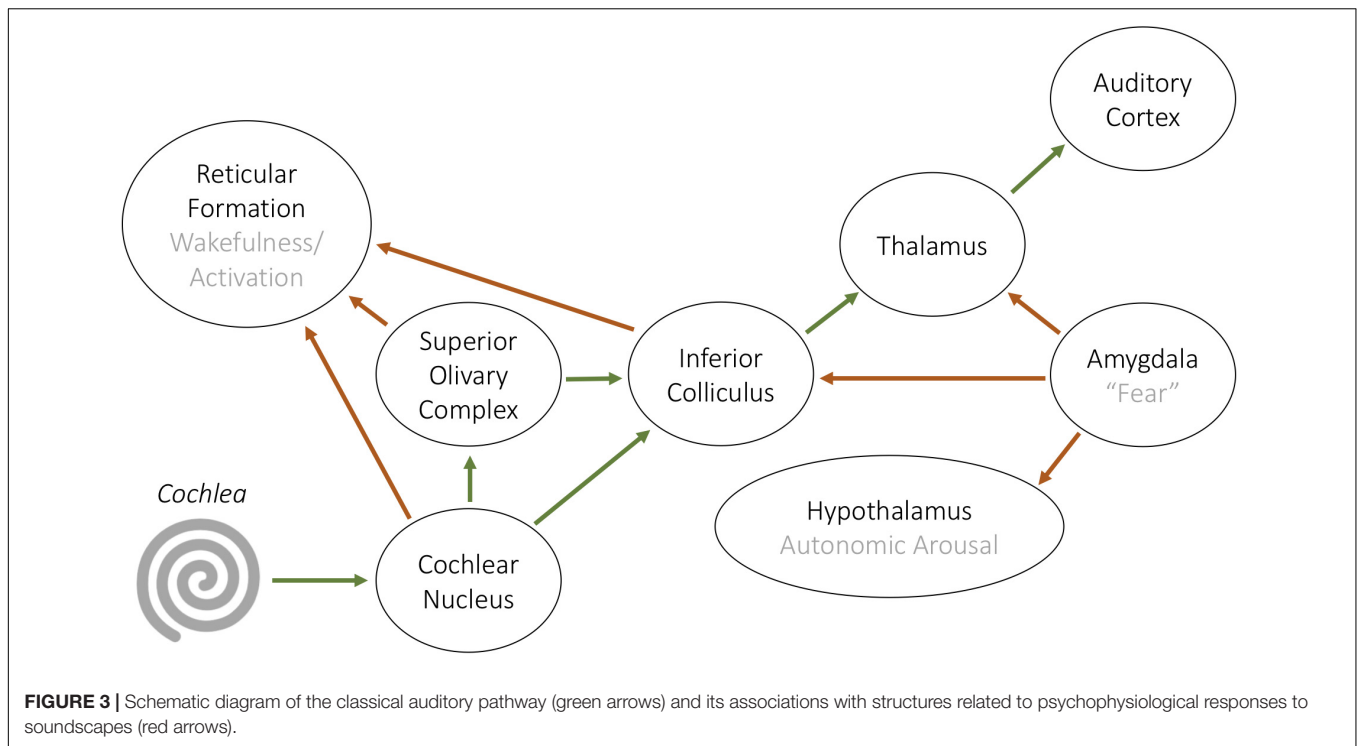 Auditory
Cortex
Reticular
Formation
Wakefulness/
Activation
Thalamus
Superior
Olivary
Complex
Inferior
Colliculus
Amygdala
“Fear”
Cochlea
Hypothalamus
Autonomic Arousal
Cochlear
Nucleus
FIGURE 3 | Schematic diagram of the classical auditory pathway (green arrows) and its associations with structures related to psychophysiological responses to
soundscapes (red arrows).